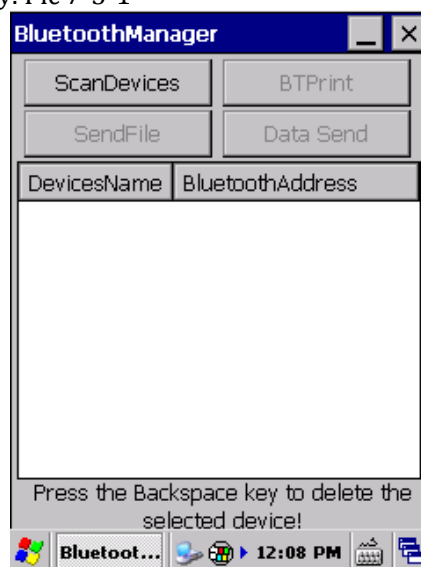 BluetoothManager
ScanDevices BTPrint
SendFile Data Send
DevicesName BluetoothAddress
Press the Backspace key to delete the
selected device!
Bluetoot... 12:08 PM